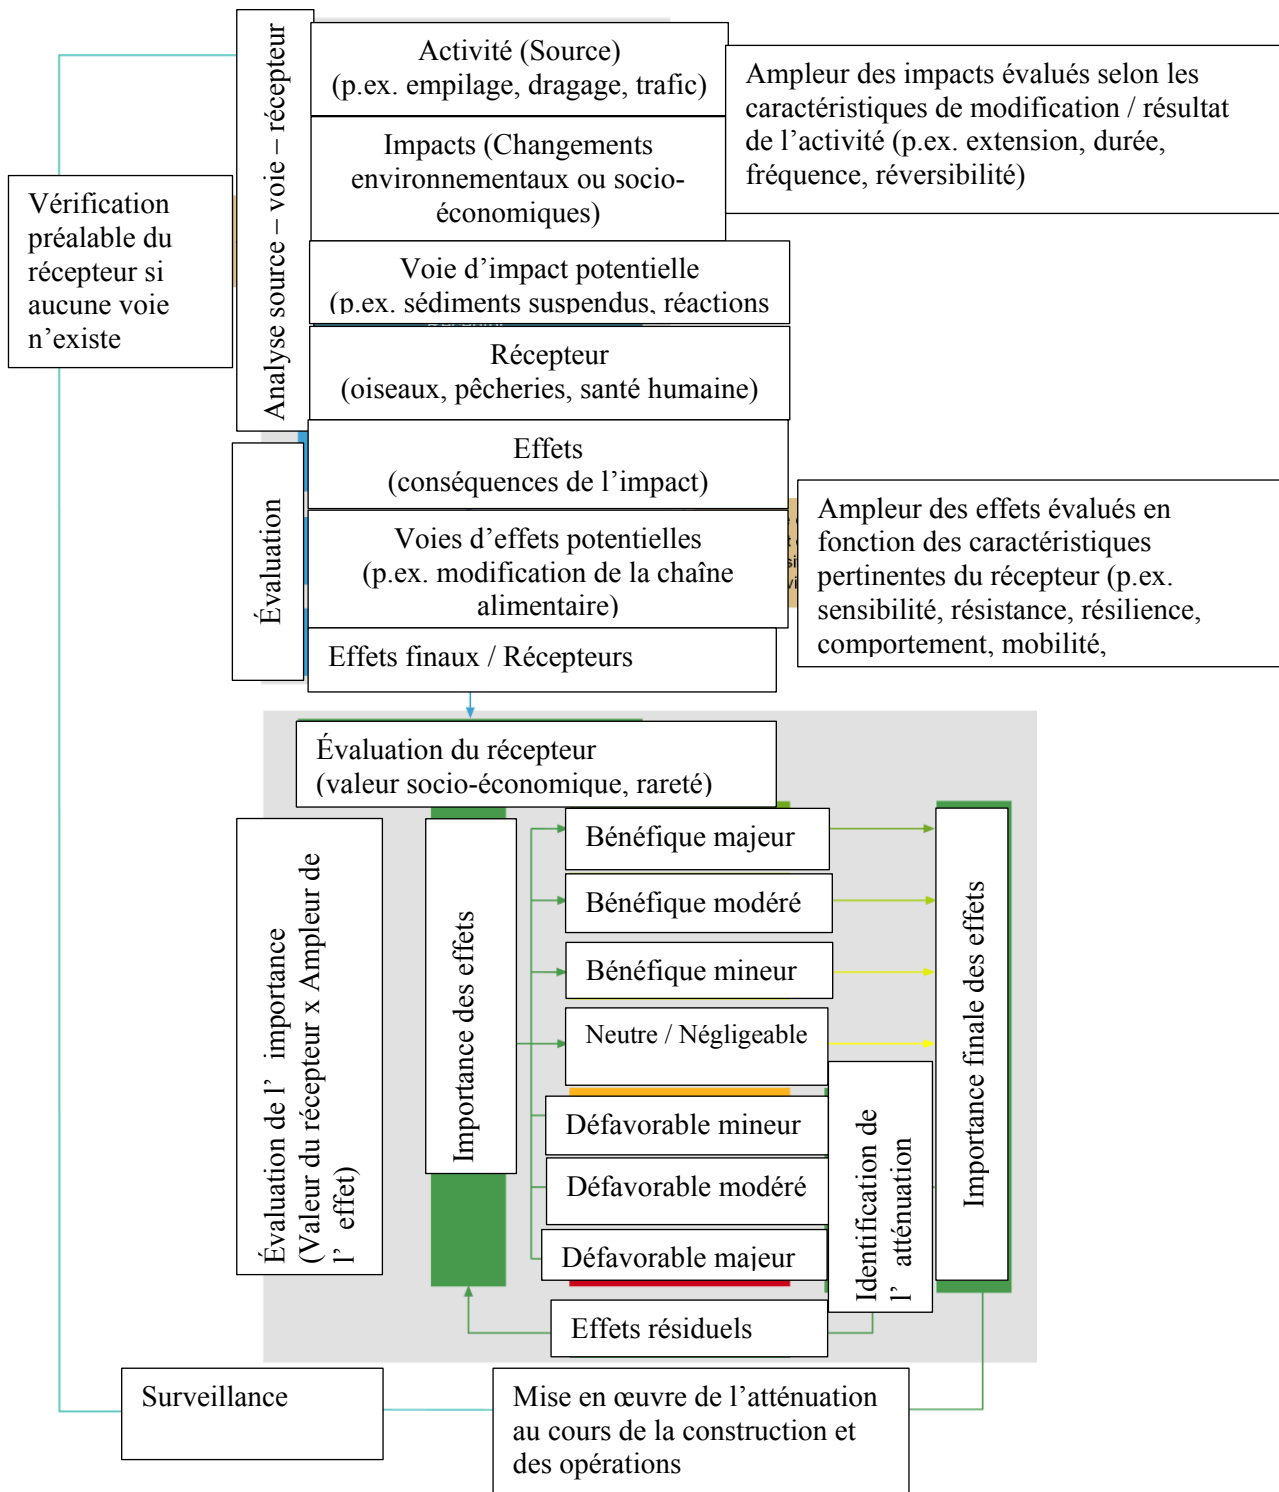 Analyse source – voie – récepteur
Activité (Source)
(p.ex. empilage, dragage, trafic)
Ampleur des impacts évalués selon les
caractéristiques de modification / résultat
de l’activité (p.ex. extension, durée,
fréquence, réversibilité)
Impacts (Changements
environnementaux ou socio-
économiques)
Vérification
préalable du
récepteur si
aucune voie
n’existe
Voie d’impact potentielle
(p.ex. sédiments suspendus, réactions
Récepteur
(oiseaux, pêcheries, santé humaine)
Évaluation
Effets
(conséquences de l’impact)
Voies d’effets potentielles
(p.ex. modification de la chaîne
alimentaire)
Ampleur des effets évalués en
fonction des caractéristiques
pertinentes du récepteur (p.ex.
sensibilité, résistance, résilience,
comportement, mobilité,
Effets finaux / Récepteurs
Évaluation du récepteur
(valeur socio-économique, rareté)
Évaluation de l’ importance
(Valeur du récepteur x Ampleur de
l’ effet)
Importance des effets
Bénéfique majeur
Bénéfique modéré
Bénéfique mineur
Neutre / Négligeable
Défavorable mineur
Défavorable modéré
Défavorable majeur
Identification de
l’ atténuation
Importance finale des effets
Effets résiduels
Surveillance
Mise en œuvre de l’atténuation
au cours de la construction et
des opérations